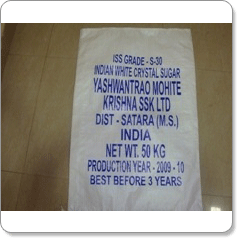 ISS GRADE - S-30
INDIAN WHITE CRYSTAL SUGAR
YASHWANTRAO MOHITE
KRISHNA SSK LTD
DIST - SATARA (M.S.)
INDIA
NET WT. 50 KG
PRODUCTION YEAR - 2009 - 10
BEST BEFORE 3 YEARS